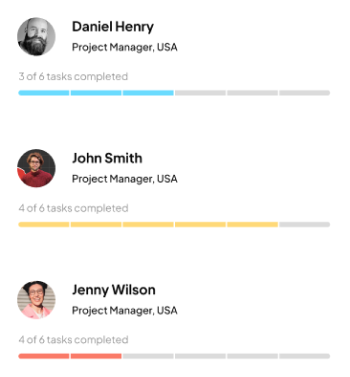 Daniel Henry
Project Manager, USA
3 of 6 tasks completed
John Smith
Project Manager, USA
4 of 6 tasks completed
Jenny Wilson
Project Manager, USA
4 of 6 tasks completed